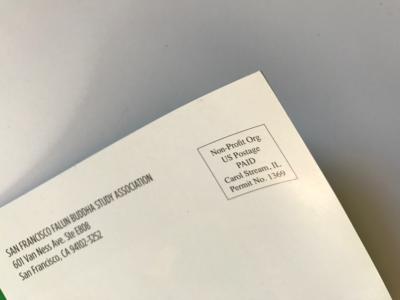 SAN FRANCISCO FALUN BUDDHA STUDY ASSOCIATION
601 Van Ness Ave. Ste E808
San Francisco, CA 94102-3252
Non-Profit Org.
US Postage
PAID
Carol Stream, IL
Permit No. 1369